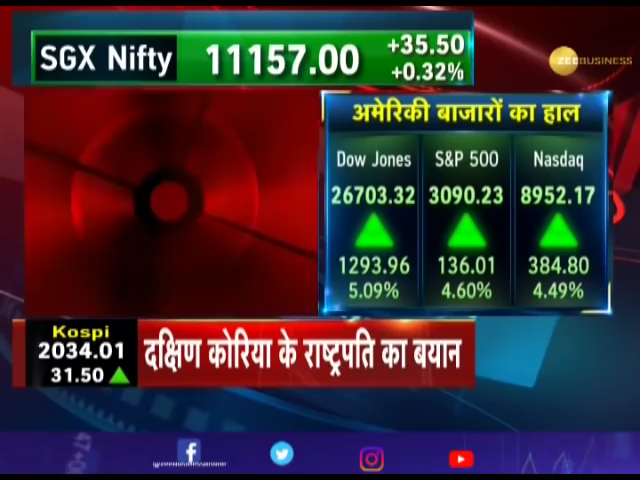 SGX Nifty 11157.00 +35.50
+0.32%
ZEEBUSINESS
अमेरिकी बाजारों का हाल
Dow Jones S&P 500 Nasdaq
26703.32 3090.23 8952.17
1293.96 136.01 384.80
5.09% 4.60% 4.49%
Kospi
2034.01
31.50
दक्षिण कोरिया के राष्ट्रपति का बयान